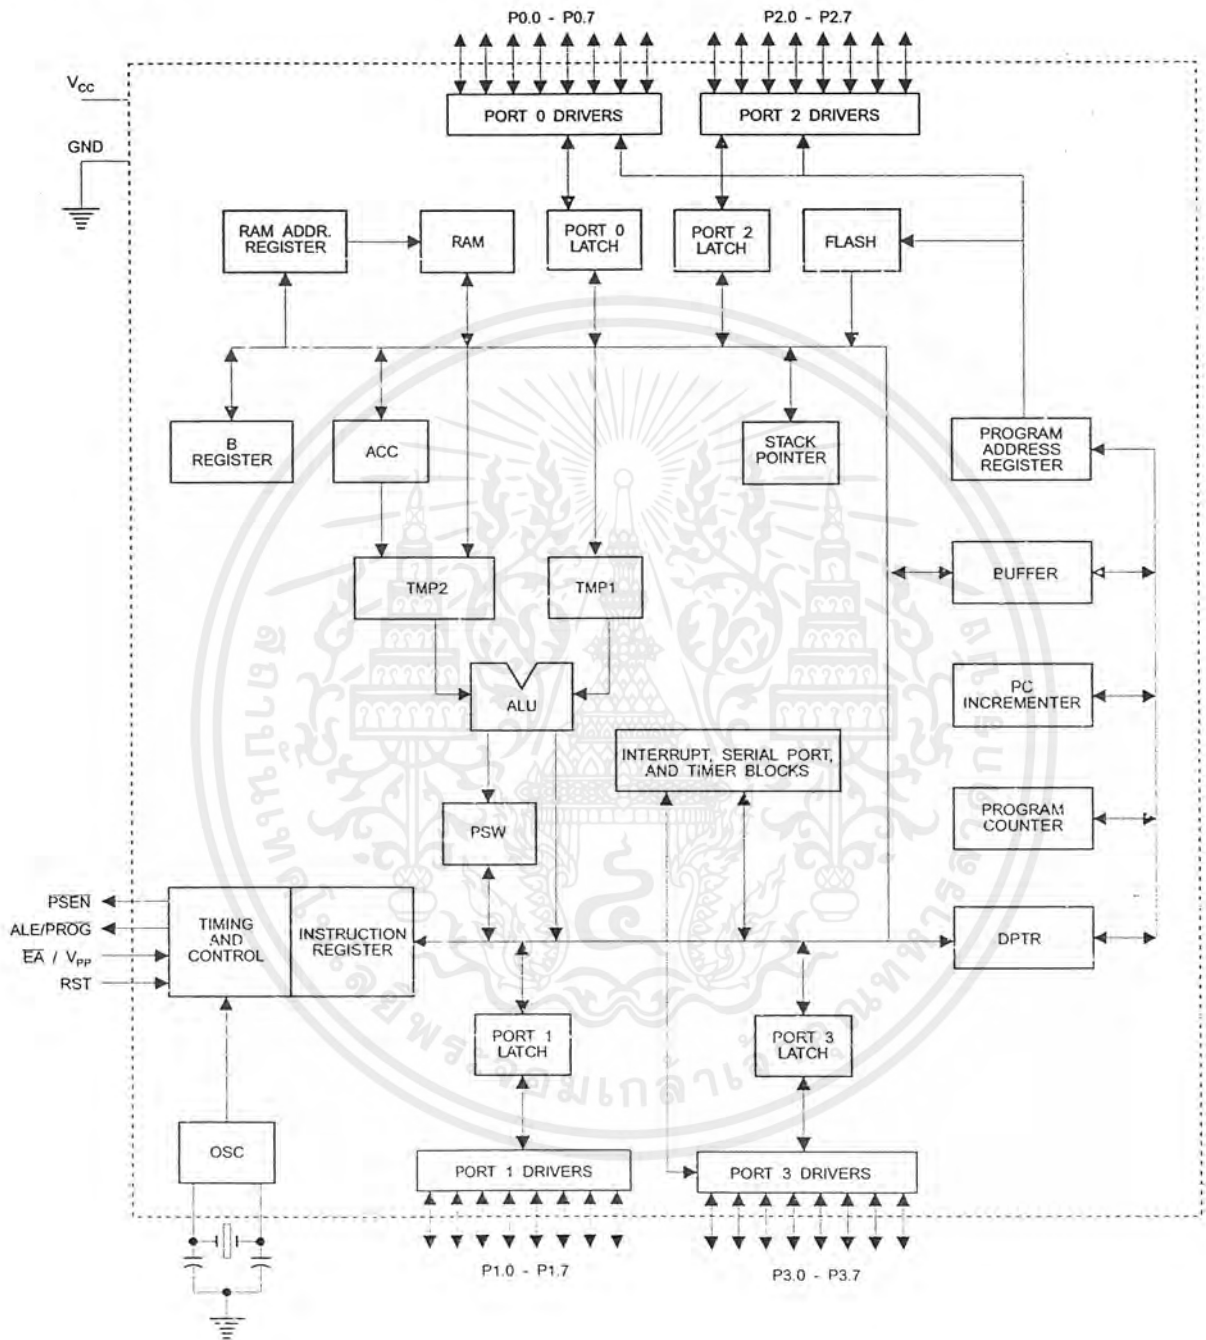 P0.0 - P0.7
P2.0 - P2.7
VCC
PORT 0 DRIVERS
PORT 2 DRIVERS
GND
RAM ADDR.
REGISTER
RAM
PORT 0
LATCH
PORT 2
LATCH
FLASH
B
REGISTER
ACC
STACK
POINTER
PROGRAM
ADDRESS
REGISTER
TMP2
TMP1
BUFFER
ALU
PC
INCREMENTER
INTERRUPT, SERIAL PORT,
AND TIMER BLOCKS
PSW
PROGRAM
COUNTER
PSEN
ALE/PROG
EA / VPP
RST
TIMING
AND
CONTROL
INSTRUCTION
REGISTER
DPTR
PORT 1
LATCH
PORT 3
LATCH
OSC
PORT 1 DRIVERS
PORT 3 DRIVERS
P1.0 - P1.7
P3.0 - P3.7